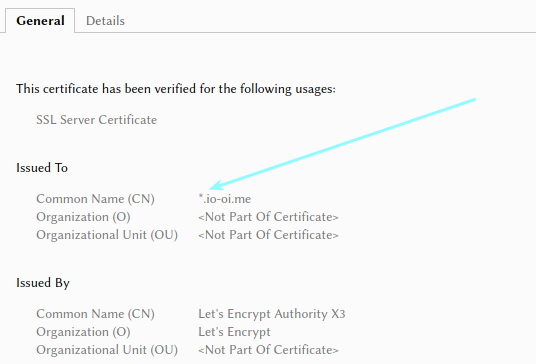 General Details
This certificate has been verified for the following usages:
SSL Server Certificate
Issued To
Common Name (CN) *.io-oi.me
Organization (O) <Not Part Of Certificate>
Organizational Unit (OU) <Not Part Of Certificate>
Issued By
Common Name (CN) Let's Encrypt Authority X3
Organization (O) Let's Encrypt
Organizational Unit (OU) <Not Part Of Certificate>